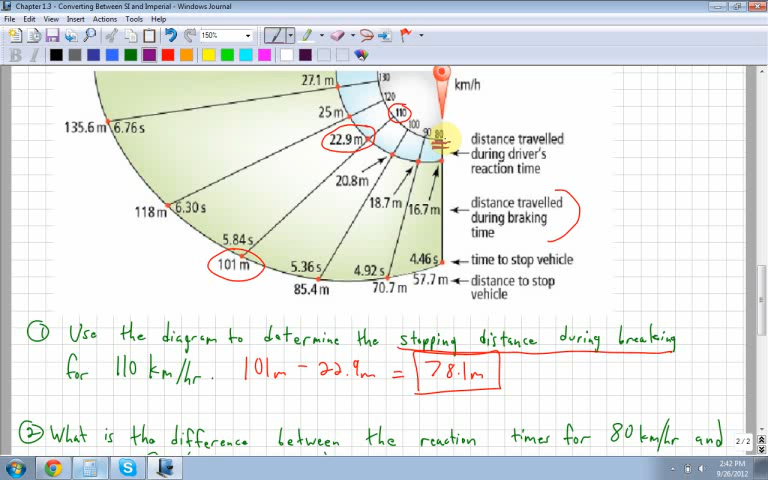 Chapter 1.3 - Converting Between SI and Imperial - Windows Journal
File Edit View Insert Actions Tools Help
150%
B I
27.1 m
130
120
110
100
90
80
km/h
25 m
22.9 m
135.6 m 6.76 s
distance travelled
during driver's
reaction time
20.8 m
18.7 m
16.7 m
118 m 6.30 s
distance travelled
during braking
time
5.84 s
101 m
5.36 s
85.4 m
4.92 s
70.7 m
4.46 s
57.7 m
time to stop vehicle
distance to stop
vehicle
① Use the diagram to determine the stopping distance during breaking
for 110 km/hr. 101m - 22.9m = 78.1m
② What is the difference between the reaction times for 80 km/hr and
2/2
2:42 PM
9/26/2012